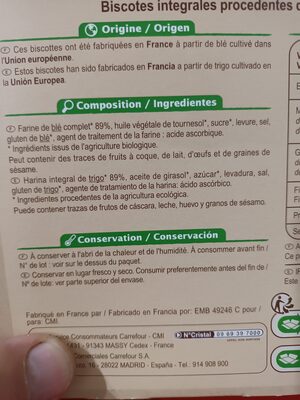 Biscotes integrales procedentes
Origine / Origen
Ces biscottes ont été fabriquées en France à partir de blé cultivé dans
l'Union européenne.
Estos biscottes han sido fabricados en Francia a partir de trigo cultivado en
la Unión Europea.
Composition / Ingredientes
Farine de blé complet* 89%, huile végétale de tournesol*, sucre*, levure, sel,
gluten de blé*, agent de traitement de la farine : acide ascorbique.
* Ingrédients issus de l'agriculture biologique.
Peut contenir des traces de fruits à coque, de lait, d'œufs et de graines de
sésame.
Harina integral de trigo* 89%, aceite de girasol*, azúcar*, levadura, sal,
gluten de trigo*, agente de tratamiento de la harina: ácido ascórbico.
* Ingredientes procedentes de la agricultura ecológica.
Puede contener trazas de frutos de cáscara, leche, huevo y granos de sésamo.
Conservation / Conservación
À conserver à l'abri de la chaleur et de l'humidité. À consommer avant fin /
N° de lot : voir sur le dessus du paquet.
Conservar en lugar fresco y seco. Consumir preferentemente antes del fin de /
N° de lote: ver parte superior del envase.
Fabriqué en France par / Fabricado en Francia por: EMB 49246 C pour /
para: CMI.
France Consommateurs Carrefour - CMI
91343 MASSY Cedex - France
N°Cristal 09 69 39 7000
Comerciales Carrefour S.A.
16 - 28022 MADRID - España - Tel : 914 908 900